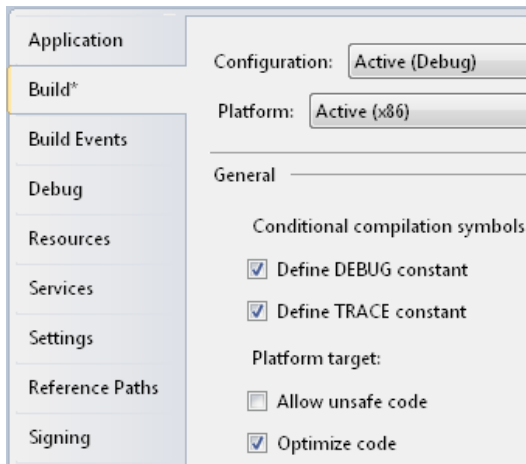 Application
Build*
Build Events
Debug
Resources
Services
Settings
Reference Paths
Signing
Configuration: Active (Debug)
Platform: Active (x86)
General
Conditional compilation symbols
Define DEBUG constant
Define TRACE constant
Platform target:
Allow unsafe code
Optimize code